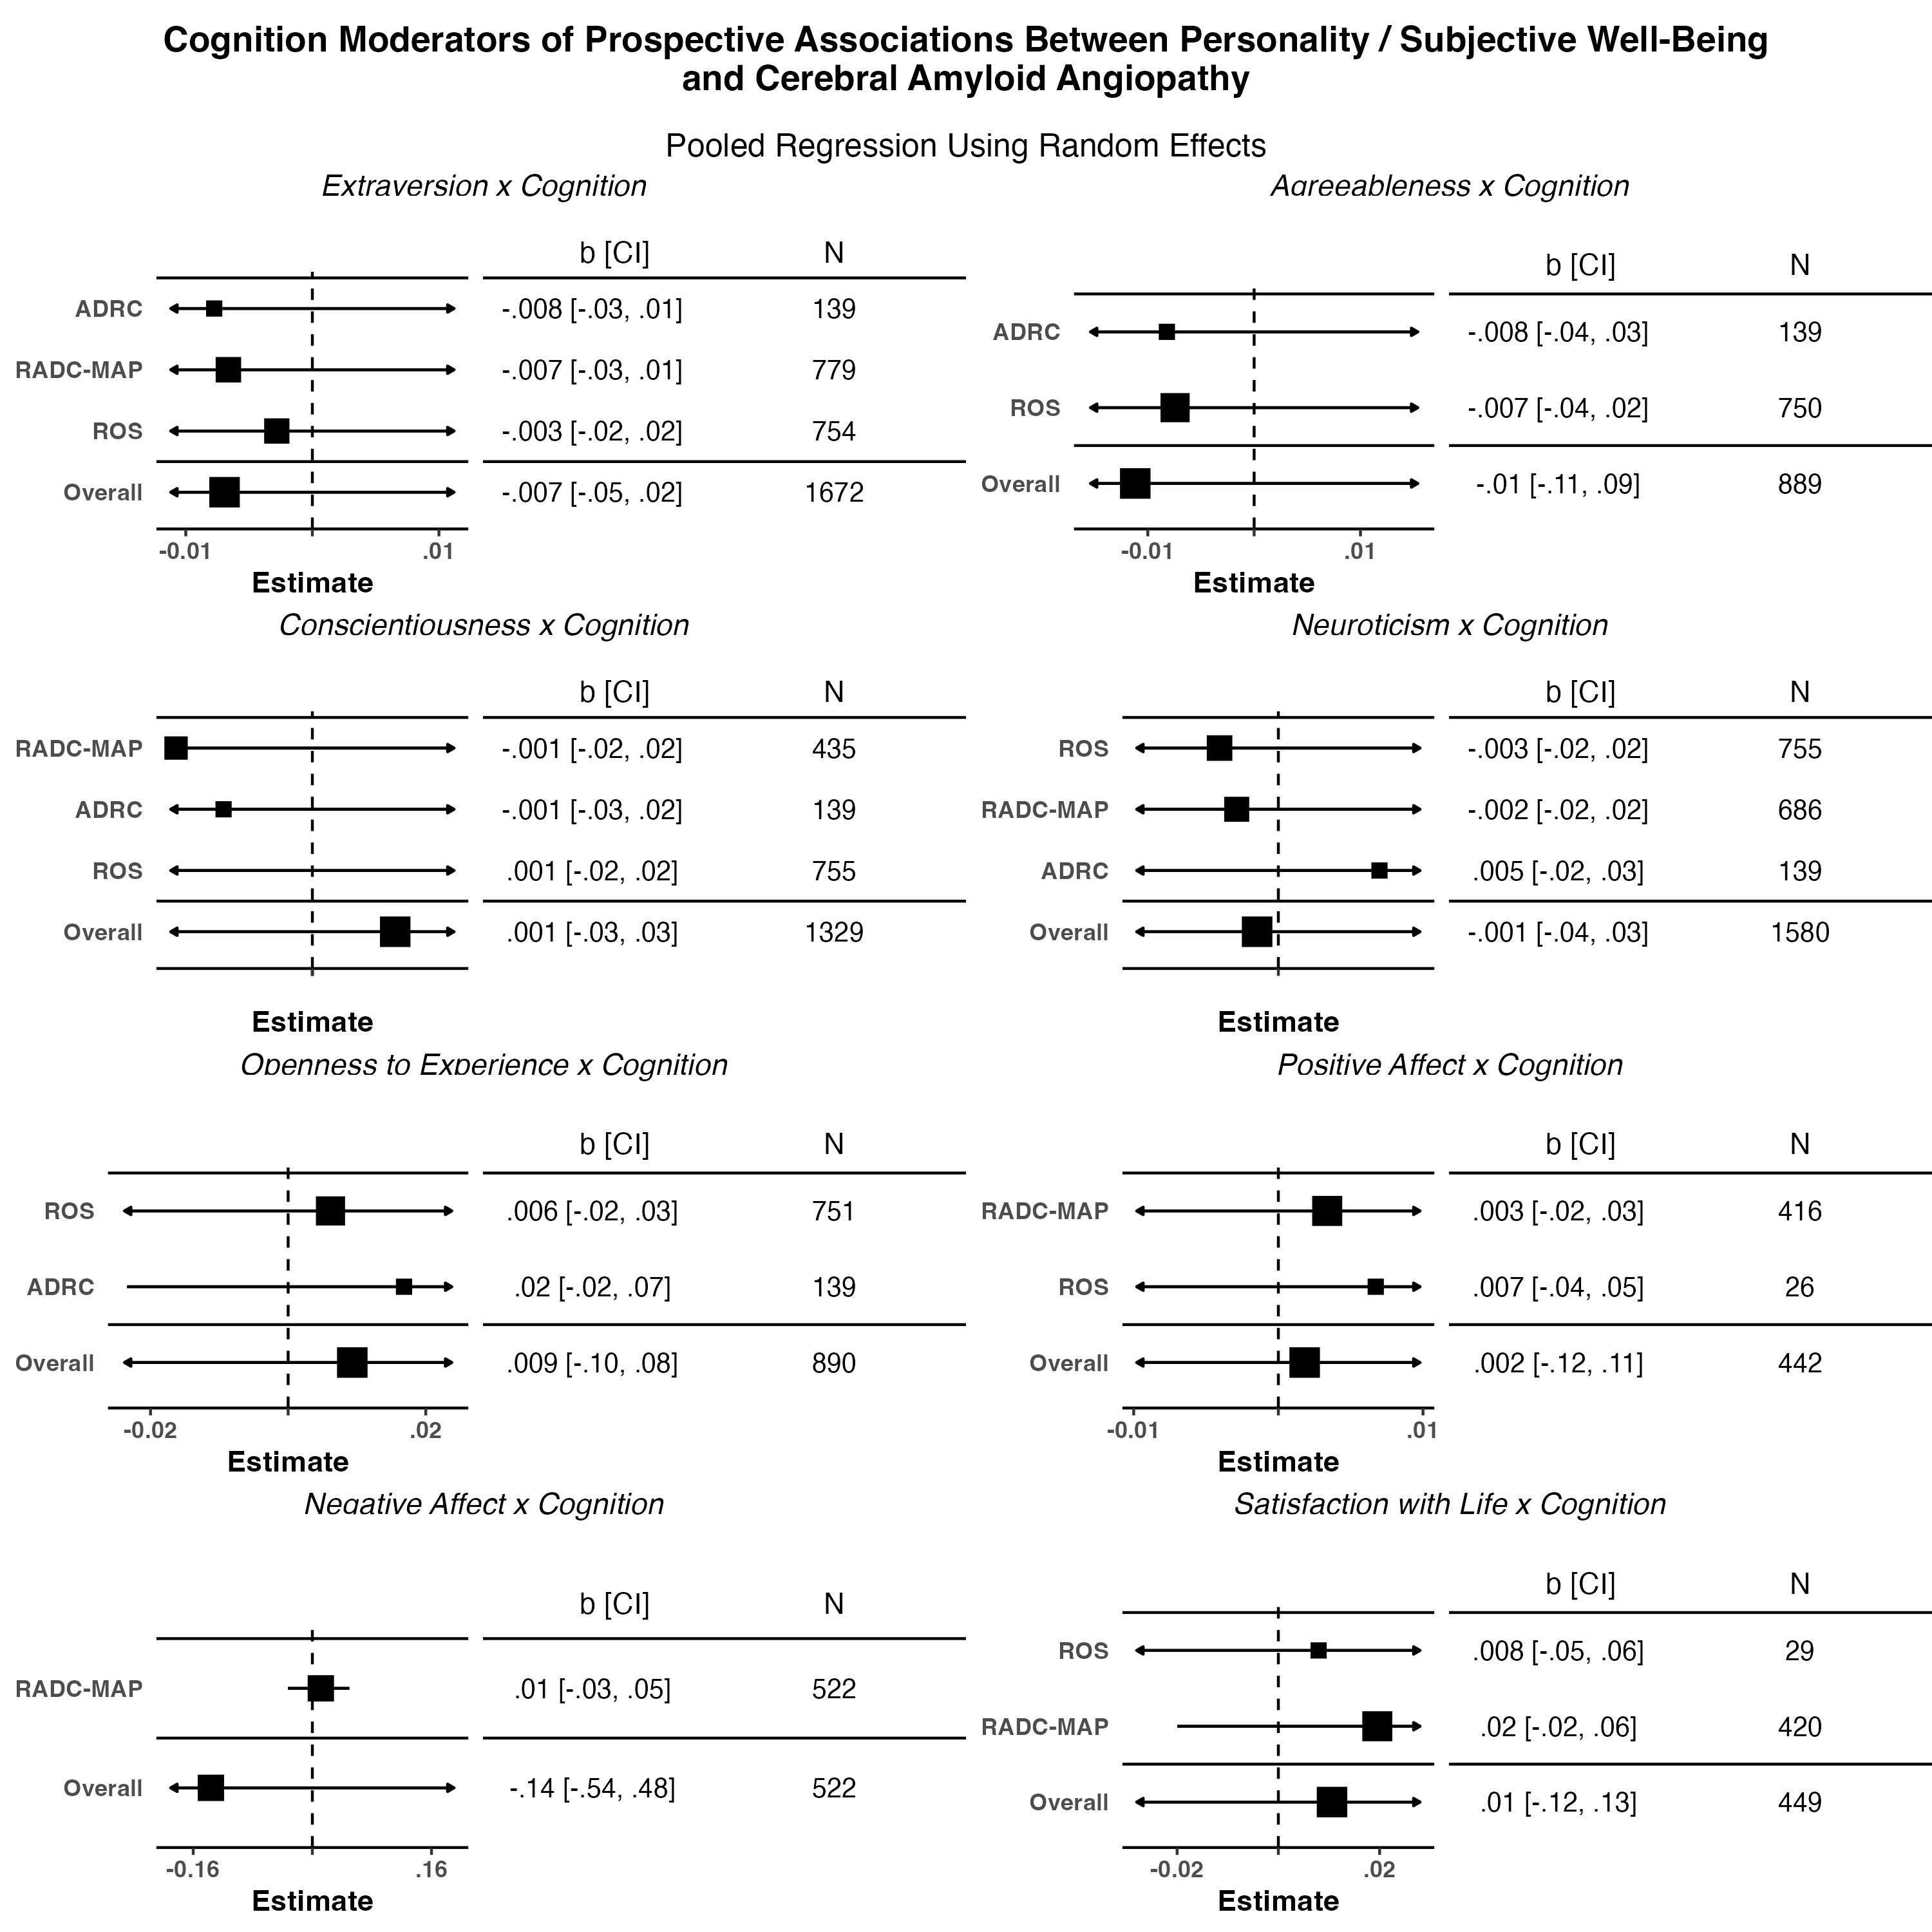 Cognition Moderators of Prospective Associations Between Personality / Subjective Well-Being
and Cerebral Amyloid Angiopathy
Pooled Regression Using Random Effects
Extraversion x Cognition
b [CI] N
ADRC -.008 [-.03, .01] 139
RADC-MAP -.007 [-.03, .01] 779
ROS -.003 [-.02, .02] 754
Overall -.007 [-.05, .02] 1672
-0.01 .01
Estimate
Agreeableness x Cognition
b [CI] N
ADRC -.008 [-.04, .03] 139
ROS -.007 [-.04, .02] 750
Overall -.01 [-.11, .09] 889
-0.01 .01
Estimate
Conscientiousness x Cognition
b [CI] N
RADC-MAP -.001 [-.02, .02] 435
ADRC -.001 [-.03, .02] 139
ROS .001 [-.02, .02] 755
Overall .001 [-.03, .03] 1329
Estimate
Neuroticism x Cognition
b [CI] N
ROS -.003 [-.02, .02] 755
RADC-MAP -.002 [-.02, .02] 686
ADRC .005 [-.02, .03] 139
Overall -.001 [-.04, .03] 1580
Estimate
Openness to Experience x Cognition
b [CI] N
ROS .006 [-.02, .03] 751
ADRC .02 [-.02, .07] 139
Overall .009 [-.10, .08] 890
-0.02 .02
Estimate
Positive Affect x Cognition
b [CI] N
RADC-MAP .003 [-.02, .03] 416
ROS .007 [-.04, .05] 26
Overall .002 [-.12, .11] 442
-0.01 .01
Estimate
Negative Affect x Cognition
b [CI] N
RADC-MAP .01 [-.03, .05] 522
Overall -.14 [-.54, .48] 522
-0.16 .16
Estimate
Satisfaction with Life x Cognition
b [CI] N
ROS .008 [-.05, .06] 29
RADC-MAP .02 [-.02, .06] 420
Overall .01 [-.12, .13] 449
-0.02 .02
Estimate